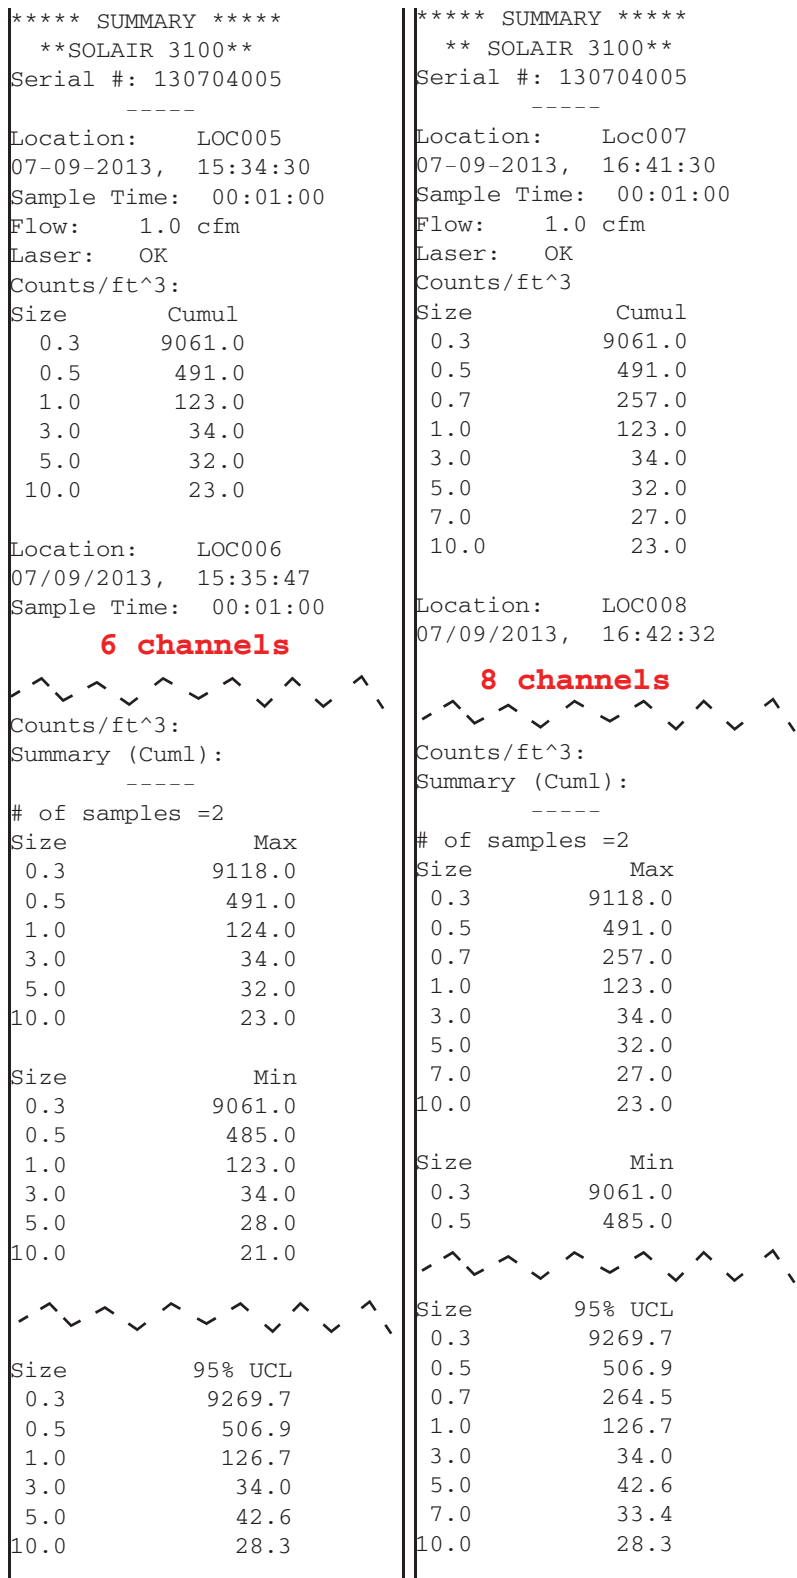 ***** SUMMARY *****
**SOLAIR 3100**
Serial #: 130704005
-----
Location: LOC005
07-09-2013, 15:34:30
Sample Time: 00:01:00
Flow: 1.0 cfm
Laser: OK
Counts/ft^3:
Size Cumul
0.3 9061.0
0.5 491.0
1.0 123.0
3.0 34.0
5.0 32.0
10.0 23.0
Location: LOC006
07/09/2013, 15:35:47
Sample Time: 00:01:00
6 channels
Counts/ft^3:
Summary (Cuml):
-----
# of samples =2
Size Max
0.3 9118.0
0.5 491.0
1.0 124.0
3.0 34.0
5.0 32.0
10.0 23.0
Size Min
0.3 9061.0
0.5 485.0
1.0 123.0
3.0 34.0
5.0 28.0
10.0 21.0
Size 95% UCL
0.3 9269.7
0.5 506.9
1.0 126.7
3.0 34.0
5.0 42.6
10.0 28.3
***** SUMMARY *****
** SOLAIR 3100**
Serial #: 130704005
-----
Location: Loc007
07-09-2013, 16:41:30
Sample Time: 00:01:00
Flow: 1.0 cfm
Laser: OK
Counts/ft^3
Size Cumul
0.3 9061.0
0.5 491.0
0.7 257.0
1.0 123.0
3.0 34.0
5.0 32.0
7.0 27.0
10.0 23.0
Location: LOC008
07/09/2013, 16:42:32
8 channels
Counts/ft^3:
Summary (Cuml):
-----
# of samples =2
Size Max
0.3 9118.0
0.5 491.0
0.7 257.0
1.0 123.0
3.0 34.0
5.0 32.0
7.0 27.0
10.0 23.0
Size Min
0.3 9061.0
0.5 485.0
Size 95% UCL
0.3 9269.7
0.5 506.9
0.7 264.5
1.0 126.7
3.0 34.0
5.0 42.6
7.0 33.4
10.0 28.3